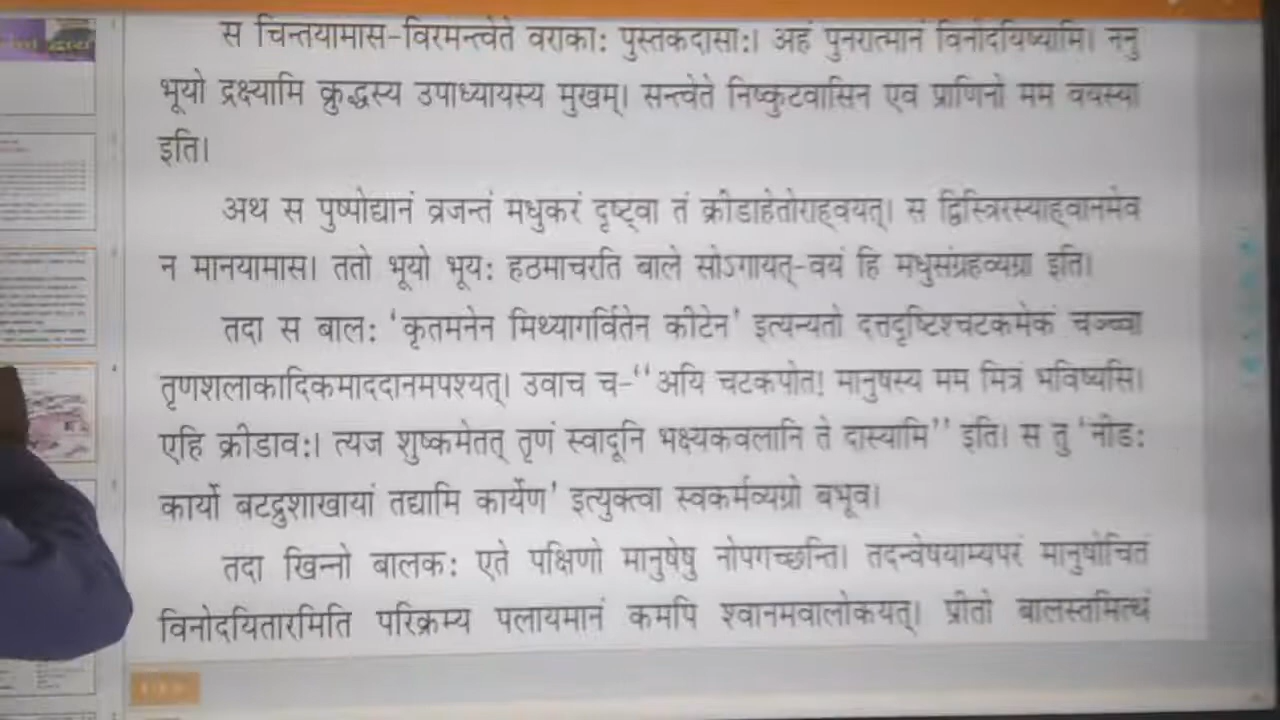 स चिन्तयामास-विरमन्त्वेते वराकाः पुस्तकदासाः। अहं पुनरात्मानं विनोदयिष्यामि। ननु
भूयो द्रक्ष्यामि क्रुद्धस्य उपाध्यायस्य मुखम्। सन्त्वेते निष्कुटवासिन एव प्राणिनो मम वयस्या
इति।
अथ स पुष्पोद्यानं व्रजन्तं मधुकरं दृष्ट्वा तं क्रीडाहेतोराह्वयत्। स द्विस्त्रिरस्याह्वानमेव
न मानयामास। ततो भूयो भूयः हठमाचरति बाले सोऽगायत्-वयं हि मधुसंग्रहव्यग्रा इति।
तदा स बालः 'कृतमनेन मिथ्यागर्वितेन कीटेन' इत्यन्यतो दत्तदृष्टिश्चटकमेकं चञ्च्वा
तृणशलाकादिकमाददानमपश्यत्। उवाच च-"अयि चटकपोत! मानुषस्य मम मित्रं भविष्यसि।
एहि क्रीडावः। त्यज शुष्कमेतत् तृणं स्वादूनि भक्ष्यकवलानि ते दास्यामि" इति। स तु 'नीडः
कार्यो बटद्रुशाखायां तद्यामि कार्येण' इत्युक्त्वा स्वकर्मव्यग्रो बभूव।
तदा खिन्नो बालकः एते पक्षिणो मानुषेषु नोपगच्छन्ति। तदन्वेषयाम्यपरं मानुषोचितं
विनोदयितारमिति परिक्रम्य पलायमानं कमपि श्वानमवालोकयत्। प्रीतो बालस्तमित्थं